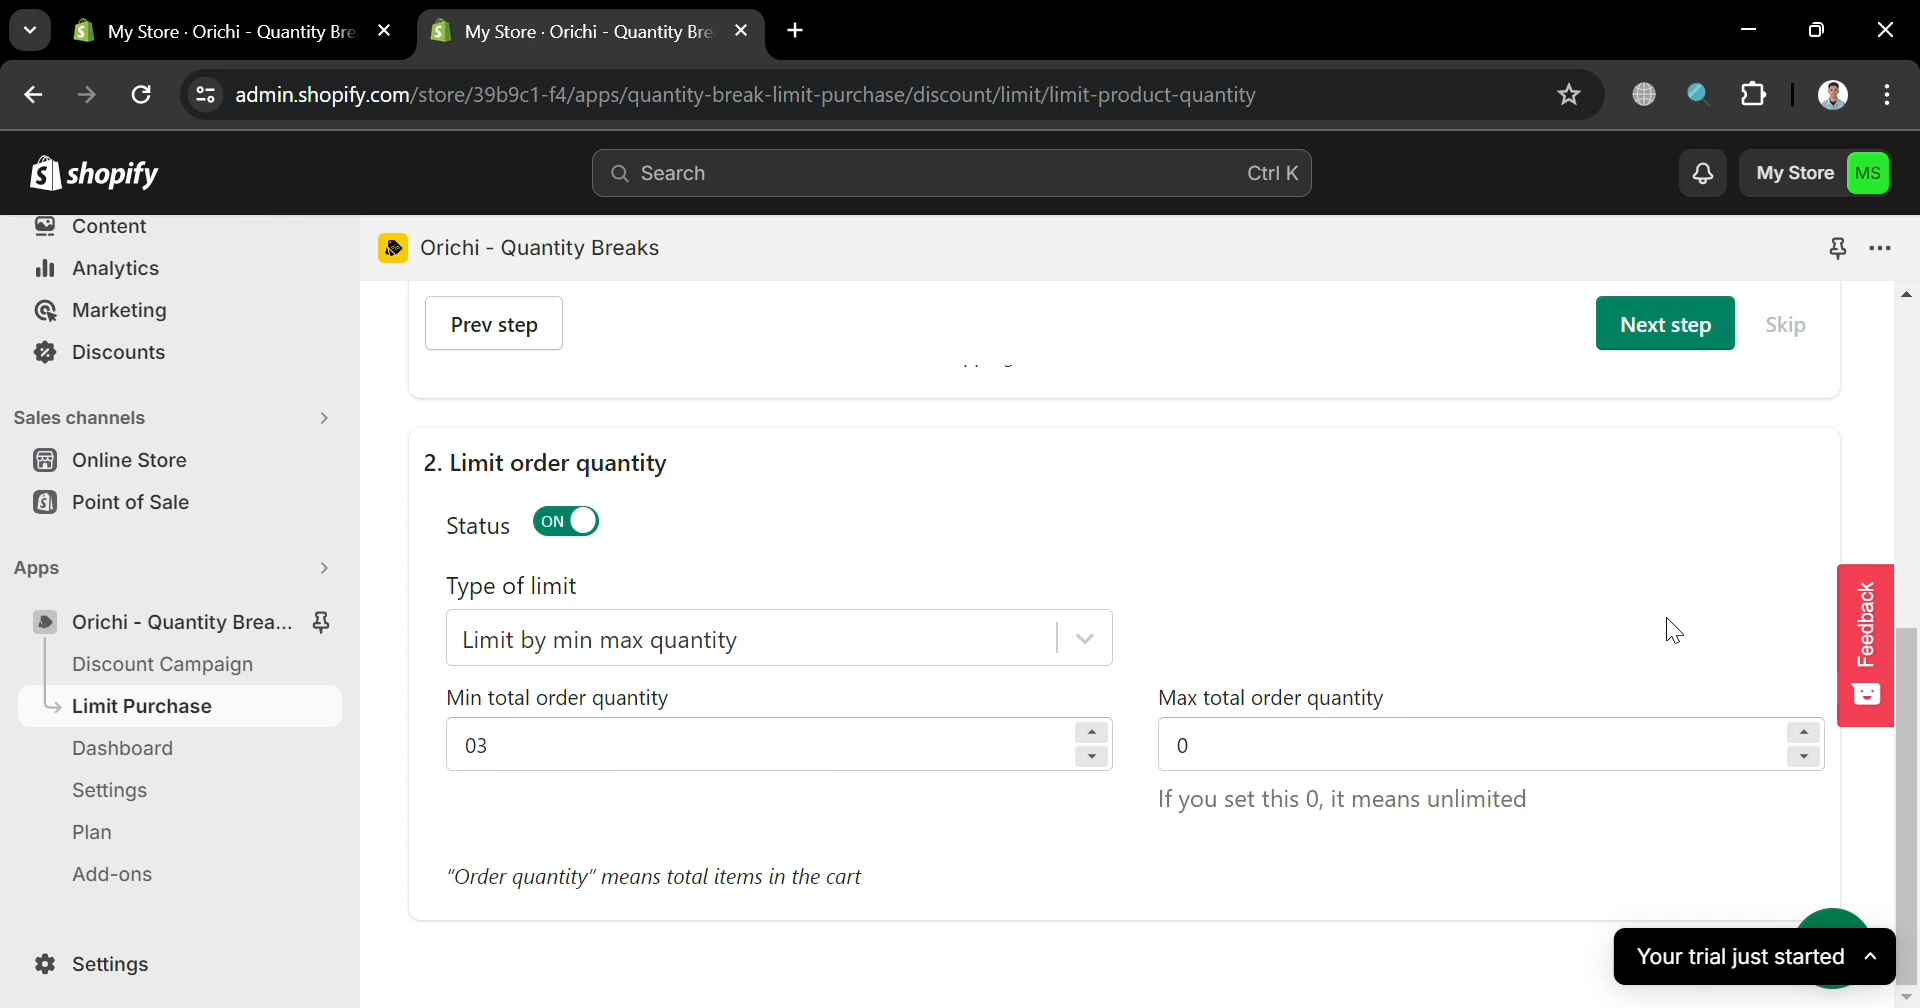 My Store · Orichi - Quantity Bre
My Store · Orichi - Quantity Bre
admin.shopify.com/store/39b9c1-f4/apps/quantity-break-limit-purchase/discount/limit/limit-product-quantity
shopify
Search
Ctrl K
My Store
MS
Content
Analytics
Marketing
Discounts
Sales channels
Online Store
Point of Sale
Apps
Orichi - Quantity Brea...
Discount Campaign
Limit Purchase
Dashboard
Settings
Plan
Add-ons
Settings
Orichi - Quantity Breaks
Prev step
Next step
Skip
2. Limit order quantity
Status
ON
Type of limit
Limit by min max quantity
Min total order quantity
03
Max total order quantity
0
If you set this 0, it means unlimited
"Order quantity" means total items in the cart
Feedback
Your trial just started